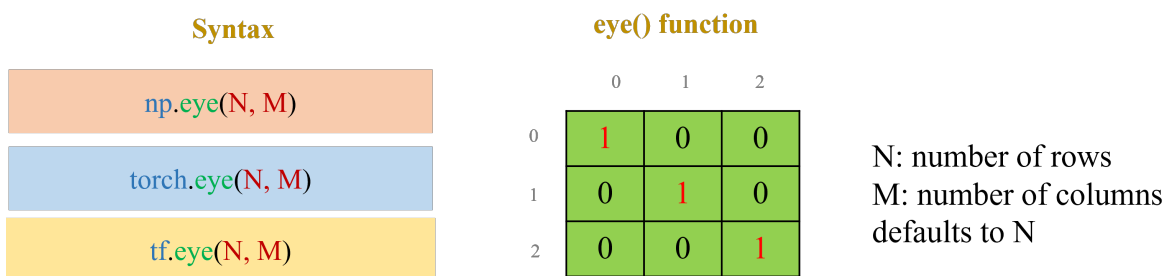 Syntax
np.eye(N, M)
torch.eye(N, M)
tf.eye(N, M)
eye() function
0 1 2
0 1 0 0
1 0 1 0
2 0 0 1
N: number of rows
M: number of columns
defaults to N